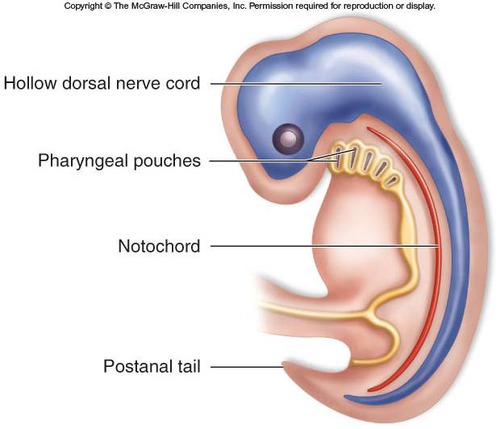 Copyright © The McGraw-Hill Companies, Inc. Permission required for reproduction or display.
Hollow dorsal nerve cord
Pharyngeal pouches
Notochord
Postanal tail